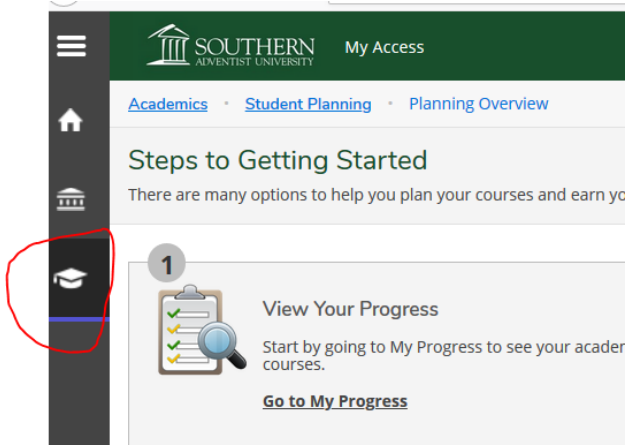 SOUTHERN
ADVENTIST UNIVERSITY
My Access
Academics · Student Planning · Planning Overview
Steps to Getting Started
There are many options to help you plan your courses and earn yo
1
View Your Progress
Start by going to My Progress to see your academ
courses.
Go to My Progress